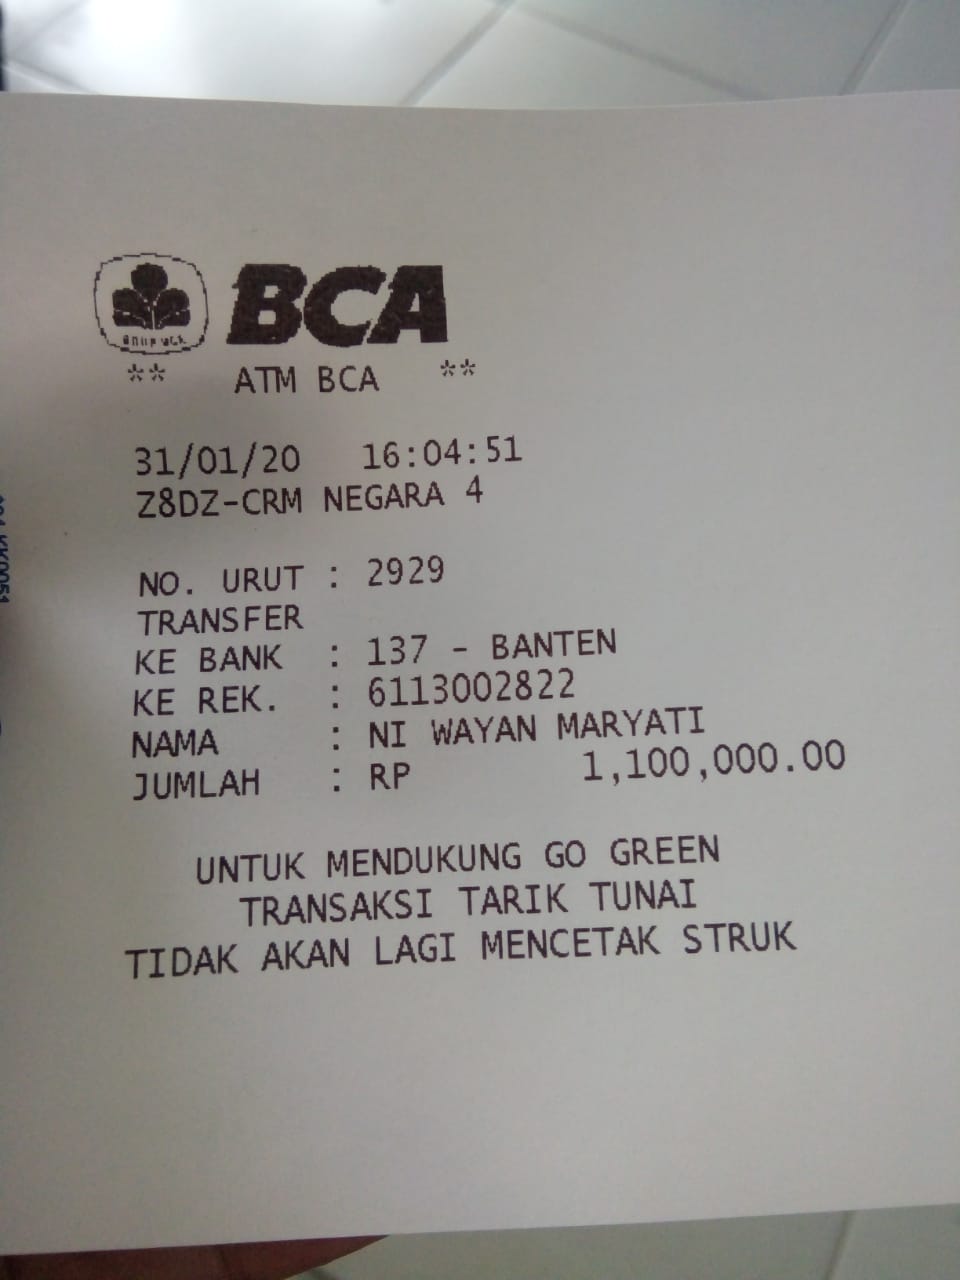 BCA
** ATM BCA **
31/01/20 16:04:51
Z8DZ-CRM NEGARA 4
NO. URUT : 2929
TRANSFER
KE BANK : 137 - BANTEN
KE REK. : 6113002822
NAMA : NI WAYAN MARYATI
JUMLAH : RP 1,100,000.00
UNTUK MENDUKUNG GO GREEN
TRANSAKSI TARIK TUNAI
TIDAK AKAN LAGI MENCETAK STRUK